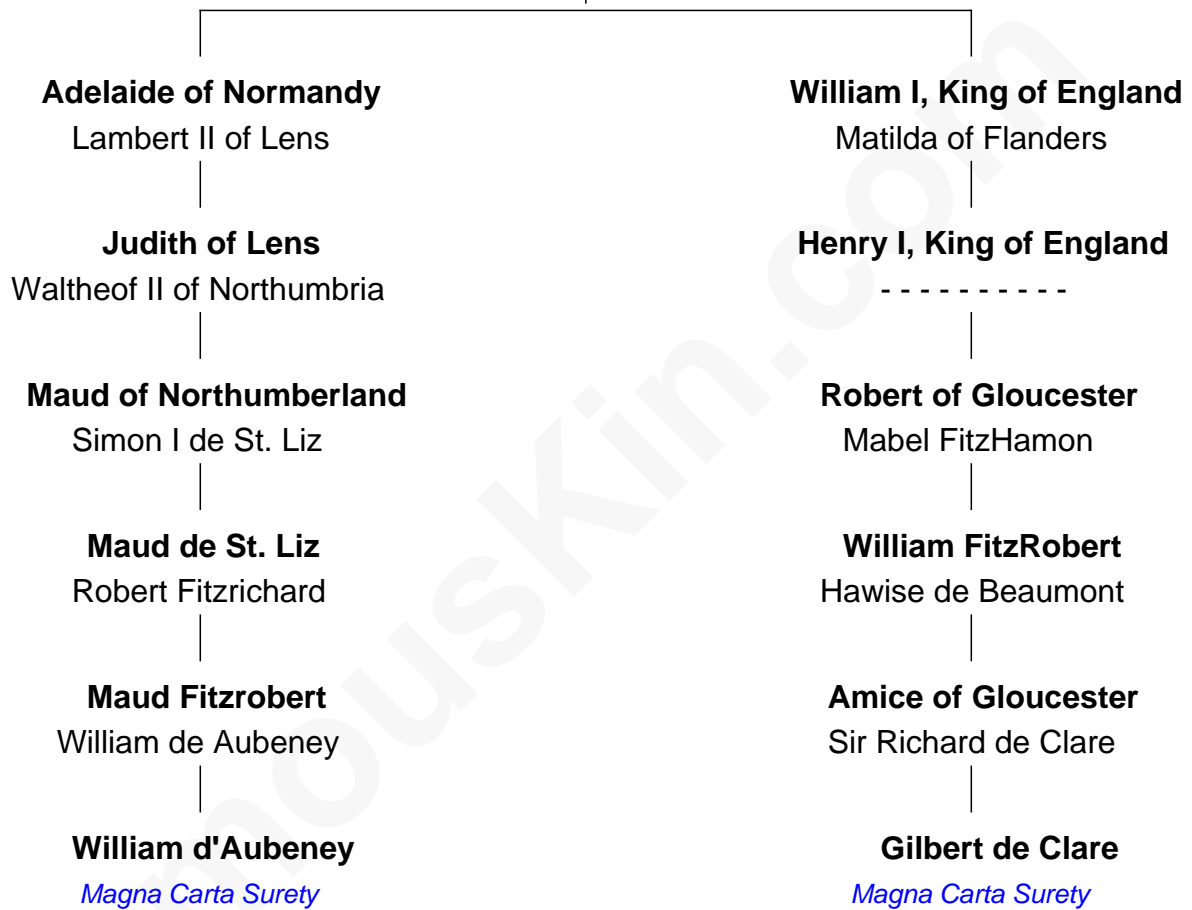 Adelaide of Normandy
Lambert II of Lens
Judith of Lens
Waltheof II of Northumbria
Maud of Northumberland
Simon I de St. Liz
Maud de St. Liz
Robert Fitzrichard
Maud Fitzrobert
William de Aubeney
William d'Aubeney
Magna Carta Surety
William I, King of England
Matilda of Flanders
Henry I, King of England
- - - - - - - - - -
Robert of Gloucester
Mabel FitzHamon
William FitzRobert
Hawise de Beaumont
Amice of Gloucester
Sir Richard de Clare
Gilbert de Clare
Magna Carta Surety
mousKin.com